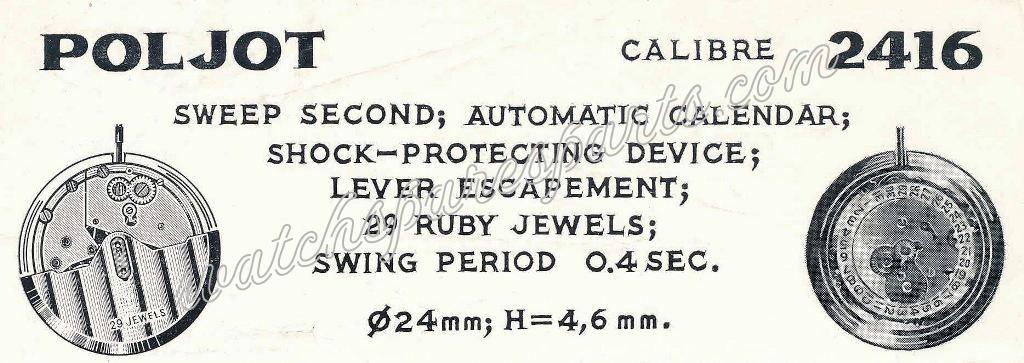 POLJOT CALIBRE 2416
SWEEP SECOND; AUTOMATIC CALENDAR;
SHOCK-PROTECTING DEVICE;
LEVER ESCAPEMENT;
29 RUBY JEWELS;
SWING PERIOD 0.4 SEC.
Ø24mm; H=4,6 mm.
29 JEWELS
watchsparesparts.com